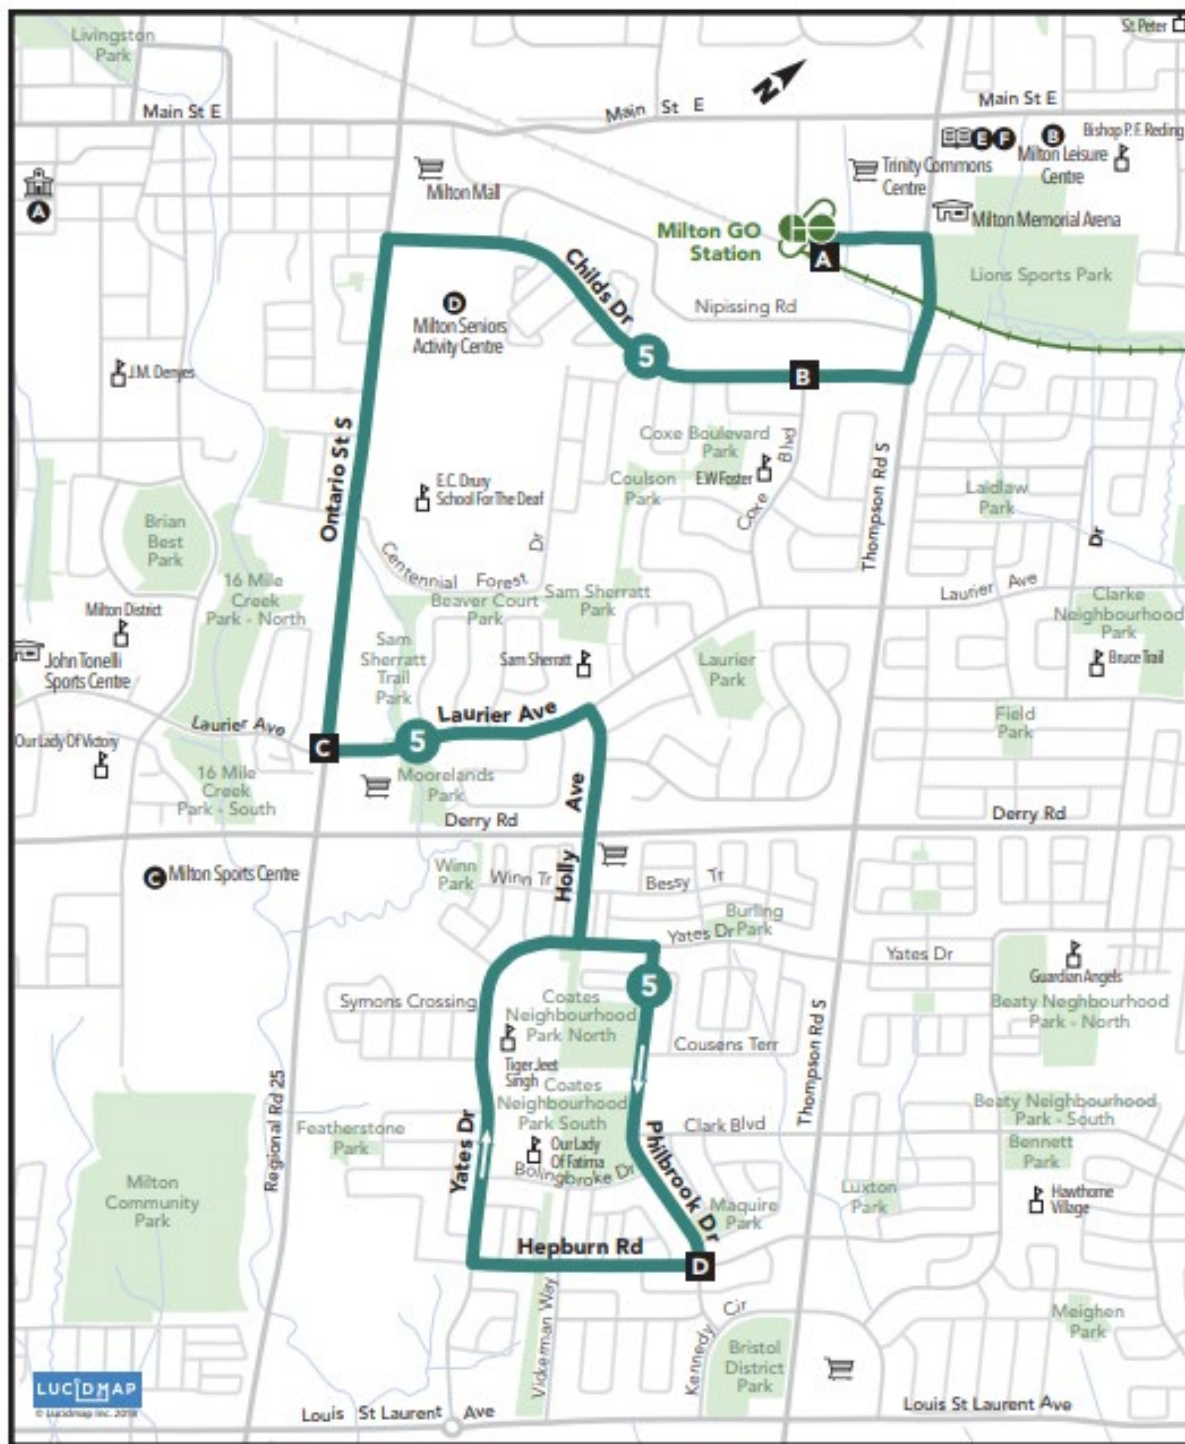 St. Peter
Livingston
Park
Main St E
Main St E
Main St E
N
E
F
B
Bishop P. F. Reding
Milton Leisure
Centre
Trinity Commons
Centre
Milton Mall
A
Milton Memorial Arena
Milton GO
Station
GO
A
Lions Sports Park
Childs Dr
Nipissing Rd
D
Milton Seniors
Activity Centre
5
B
J.M. Denyes
Ontario St S
Coxe Boulevard
Park
Coxe Blvd
Thompson Rd S
E.C. Drury
School For The Deaf
Coulson
Park
E.W Foster
Laidlaw
Park
Brian
Best
Park
Dr
Centennial Forest Dr
16 Mile
Creek
Park - North
Beaver Court
Park
Sam Sherratt
Park
Laurier Ave
Clarke
Neighbourhood
Park
Milton District
Sam
Sherratt
Trail
Park
John Tonelli
Sports Centre
Sam Sherratt
Laurier
Park
Bruce Trail
Laurier Ave
Laurier Ave
Field
Park
Our Lady Of Victory
C
5
16 Mile
Creek
Park - South
Moorelands
Park
Holly Ave
Derry Rd
Derry Rd
C
Milton Sports Centre
Winn
Park
Winn Tr
Bessy Tr
Burling
Park
Yates Dr
Yates Dr
Guardian Angels
5
Symons Crossing
Coates
Neighbourhood
Park North
Beaty Neghbourhood
Park - North
Thompson Rd S
Cousens Terr
Tiger Jeet
Singh
Coates
Neighbourhood
Park South
Regional Rd 25
Beaty Neighbourhood
Park - South
Featherstone
Park
Yates Dr
Clark Blvd
Philbrook Dr
Our Lady
Of Fatima
Bennett
Park
Bolingbroke Dr
Milton
Community
Park
Maquire
Park
Luxton
Park
Hawthorne
Village
Hepburn Rd
D
Vickerman Way
Kennedy Cir
Meighen
Park
Bristol
District
Park
LUCIDMAP
© Lucidmap Inc. 2018
Louis St Laurent Ave
Louis St Laurent Ave